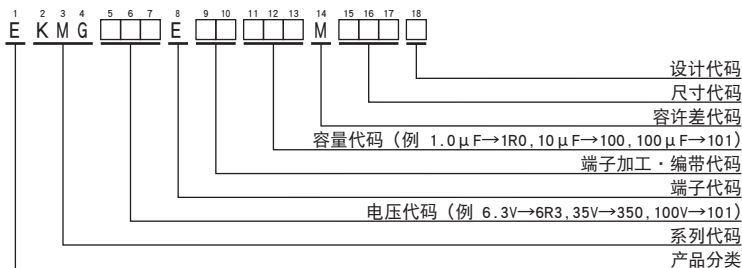 1 2 3 4 5 6 7 8 9 10 11 12 13 14 15 16 17 18
E K M G □ □ □ E □ □ □ □ □ M □ □ □ □
设计代码
尺寸代码
容许差代码
容量代码（例 1.0μF→1R0,10μF→100,100μF→101）
端子加工・编带代码
端子代码
电压代码（例 6.3V→6R3,35V→350,100V→101）
系列代码
产品分类